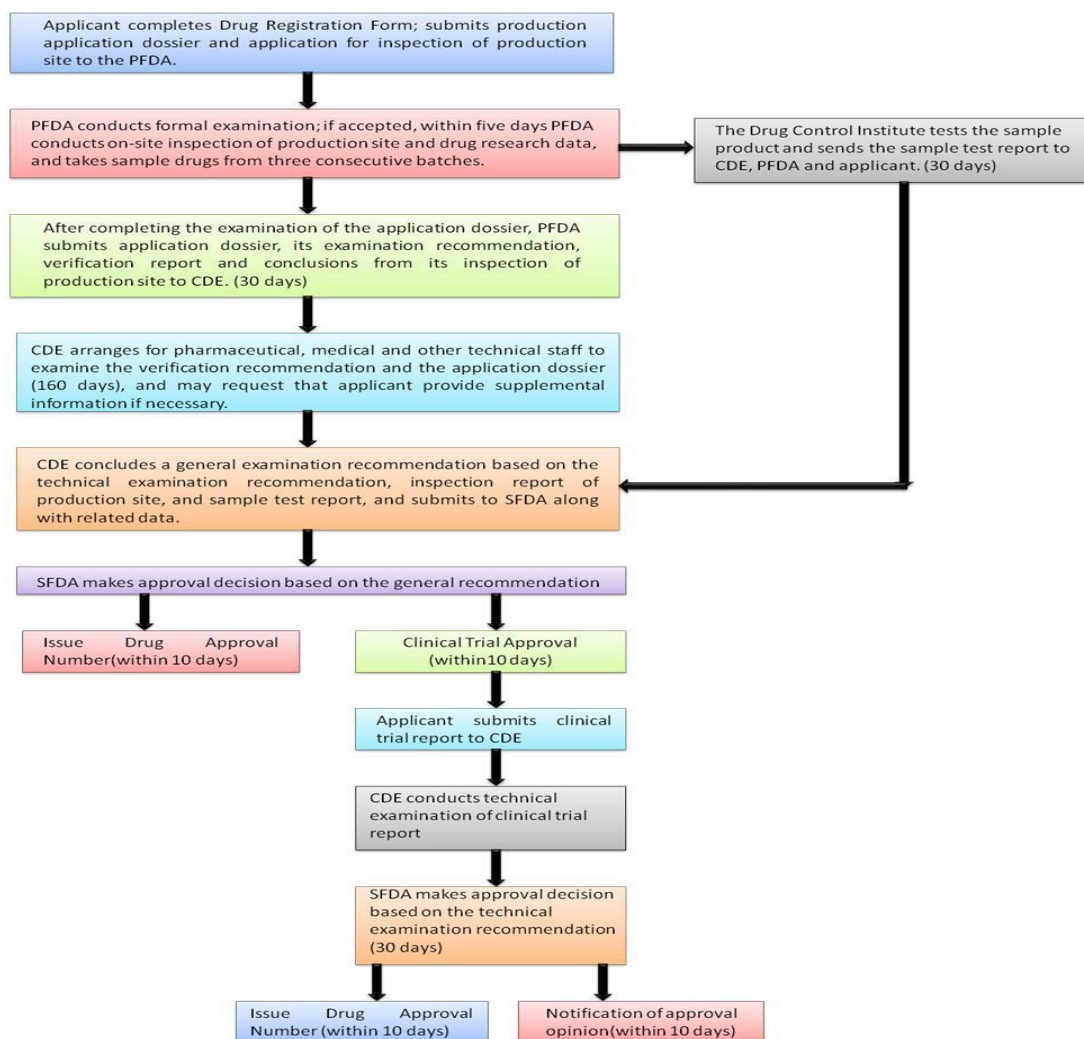 Applicant completes Drug Registration Form; submits production
application dossier and application for inspection of production
site to the PFDA.
PFDA conducts formal examination; if accepted, within five days PFDA
conducts on-site inspection of production site and drug research data,
and takes sample drugs from three consecutive batches.
The Drug Control Institute tests the sample
product and sends the sample test report to
CDE, PFDA and applicant. (30 days)
After completing the examination of the application dossier, PFDA
submits application dossier, its examination recommendation,
verification report and conclusions from its inspection of
production site to CDE. (30 days)
CDE arranges for pharmaceutical, medical and other technical staff to
examine the verification recommendation and the application dossier
(160 days), and may request that applicant provide supplemental
information if necessary.
CDE concludes a general examination recommendation based on the
technical examination recommendation, inspection report of
production site, and sample test report, and submits to SFDA along
with related data.
SFDA makes approval decision based on the general recommendation
Issue Drug Approval
Number(within 10 days)
Clinical Trial Approval
(within10 days)
Applicant submits clinical
trial report to CDE
CDE conducts technical
examination of clinical trial
report
SFDA makes approval decision
based on the technical
examination recommendation
(30 days)
Issue Drug Approval
Number (within 10 days)
Notification of approval
opinion(within 10 days)